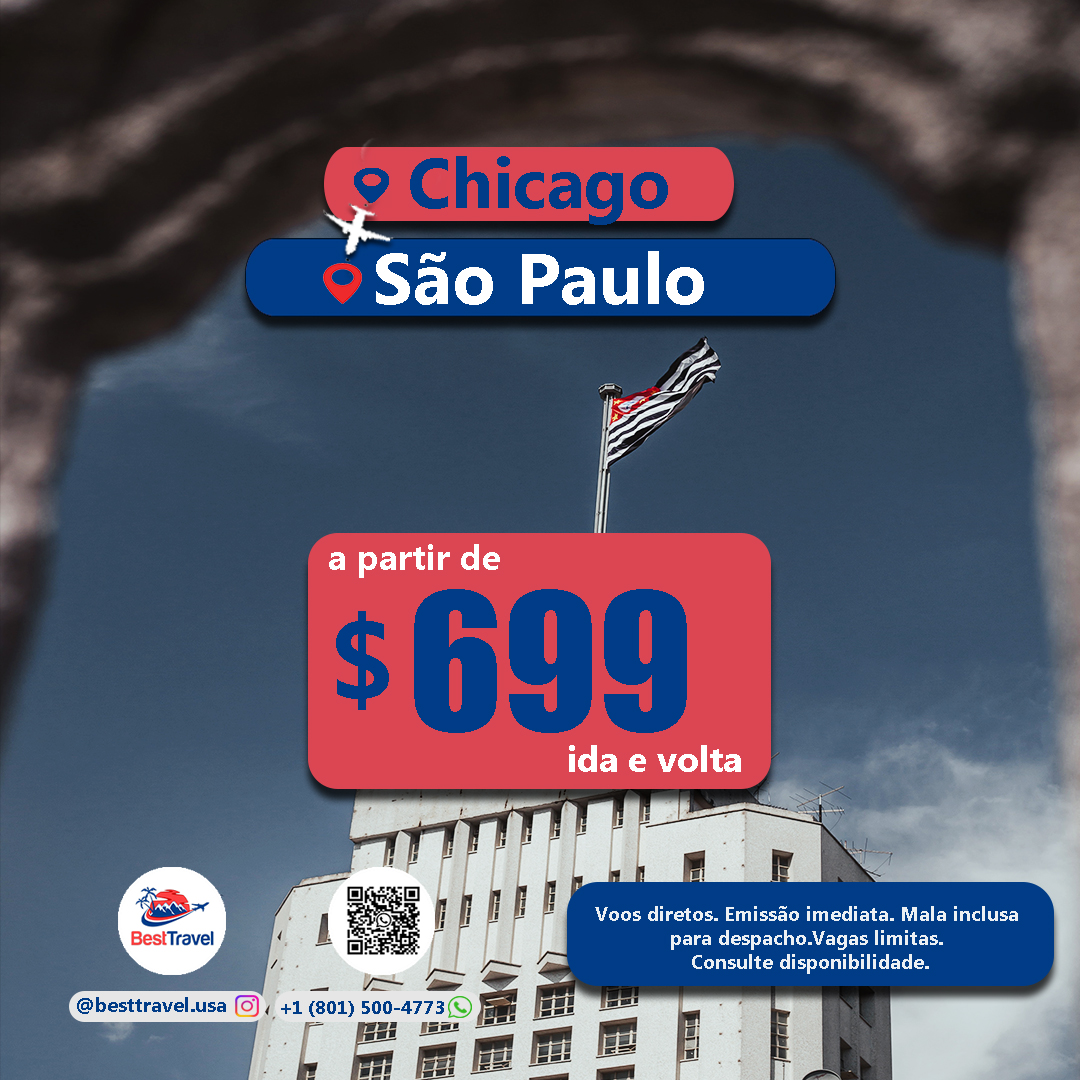 Chicago
São Paulo
a partir de
$ 699
ida e volta
BestTravel
@besttravel.usa
+1 (801) 500-4773
Voos diretos. Emissão imediata. Mala inclusa
para despacho.Vagas limitas.
Consulte disponibilidade.